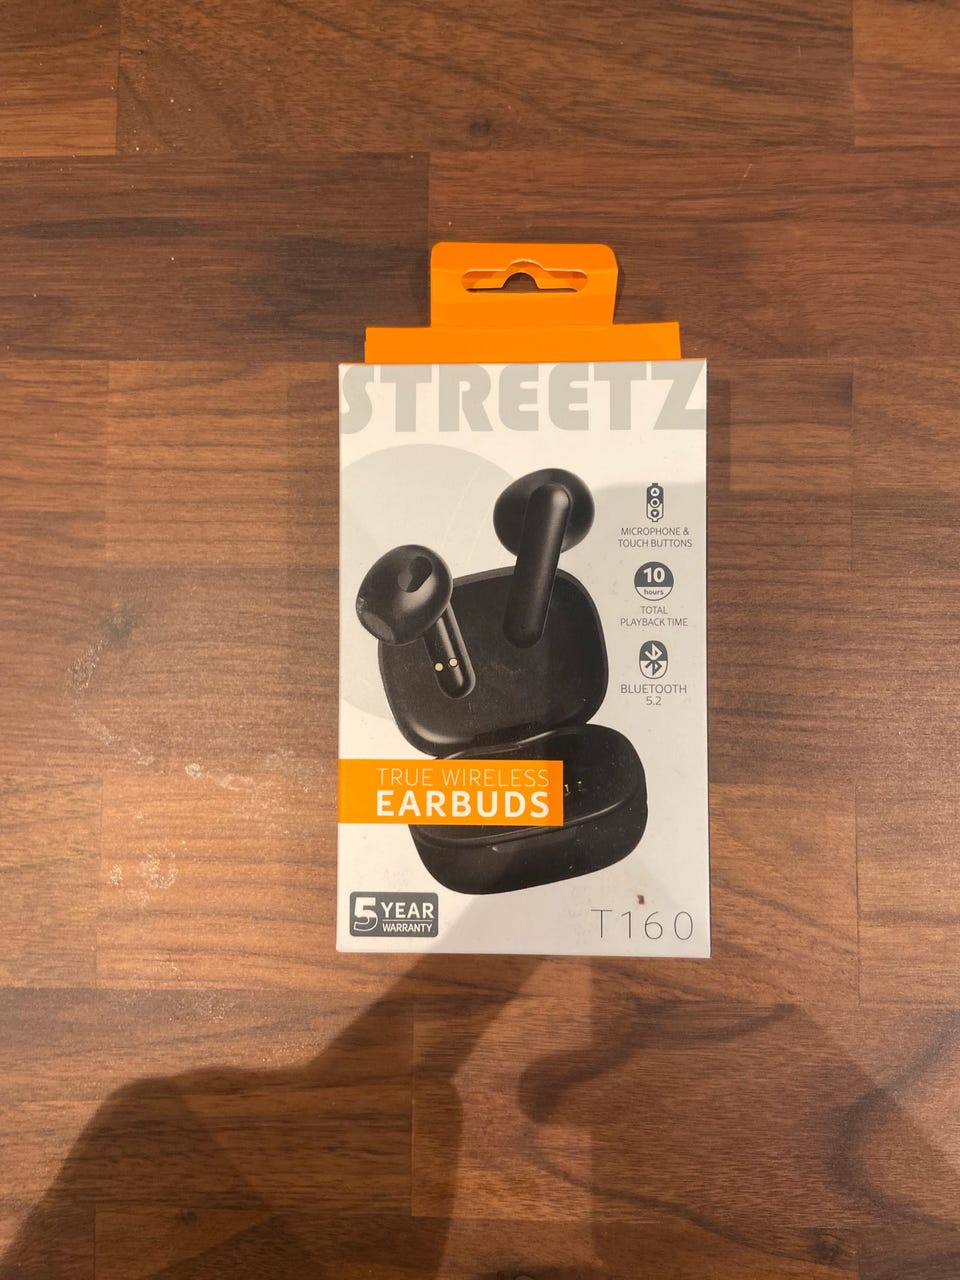 STREETZ
MICROPHONE &
TOUCH BUTTONS
10
hours
TOTAL
PLAYBACK TIME
BLUETOOTH
5.2
TRUE WIRELESS
EARBUDS
5 YEAR
WARRANTY
T160